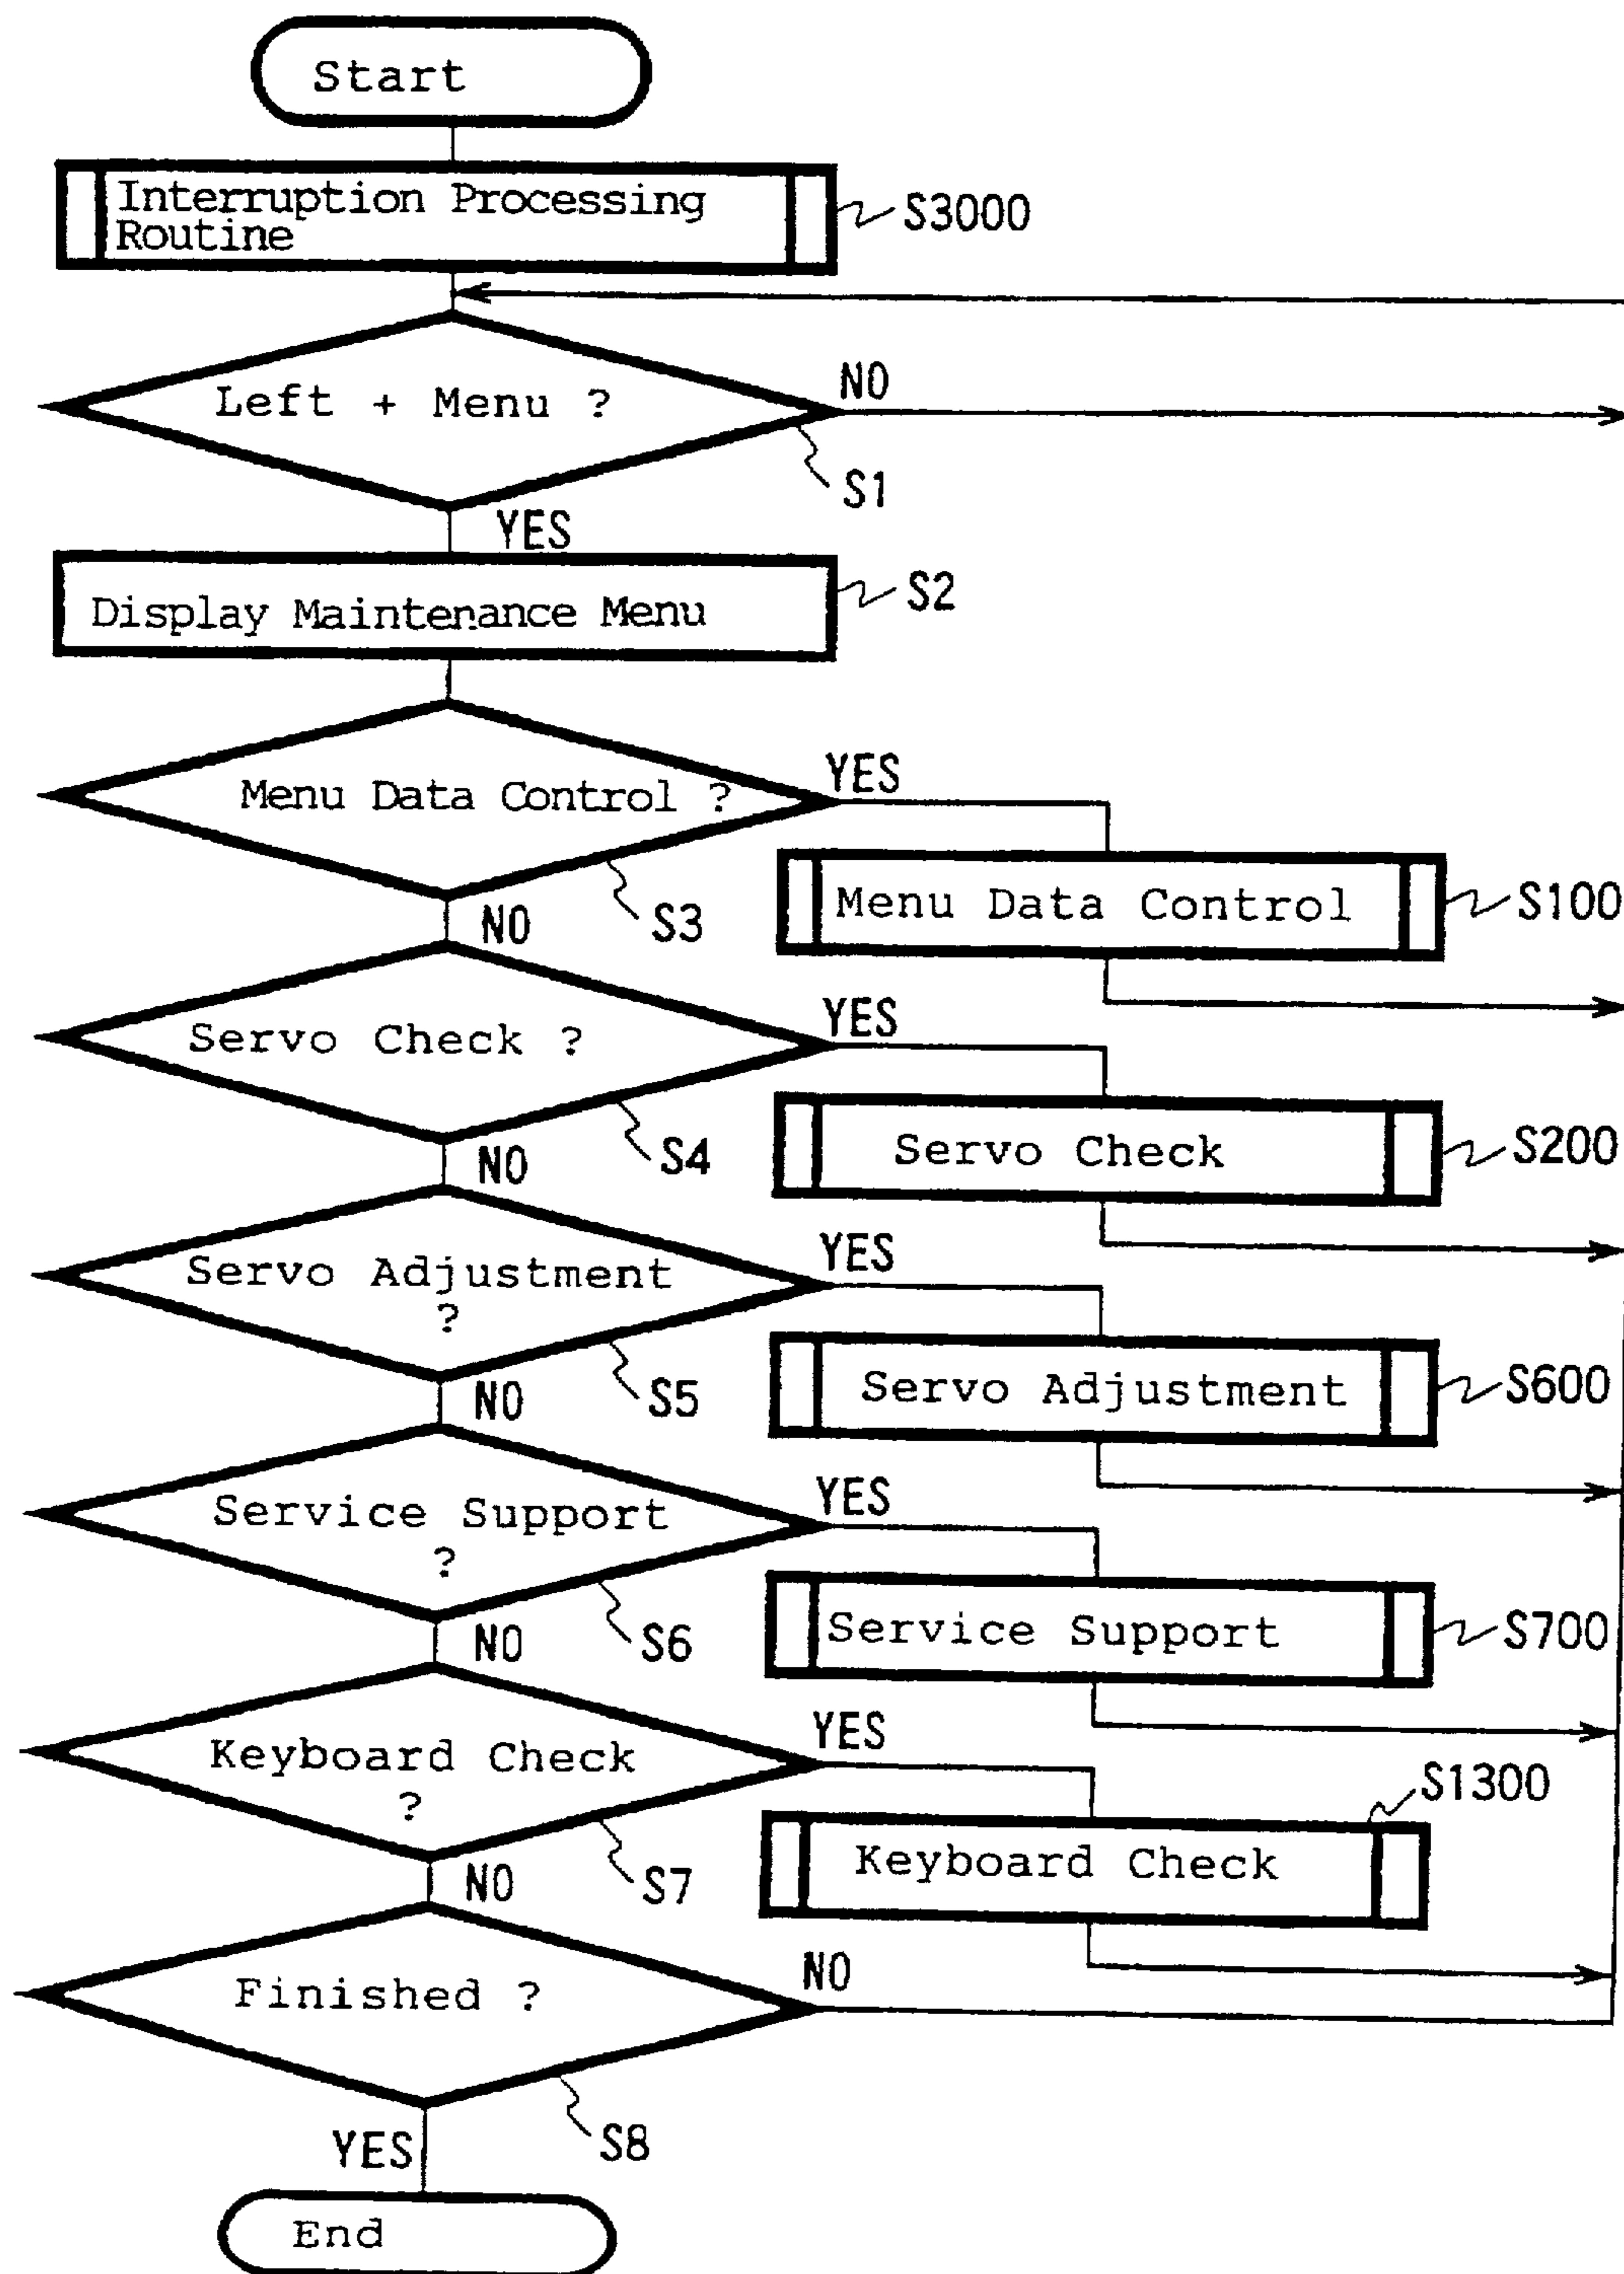 Start
Interruption Processing
Routine
S3000
Left + Menu ?
NO
S1
YES
Display Maintenance Menu
S2
Menu Data Control ?
YES
S3
NO
Menu Data Control
S100
Servo Check ?
YES
S4
NO
Servo Check
S200
Servo Adjustment
?
YES
S5
NO
Servo Adjustment
S600
Service Support
?
YES
S6
NO
Service Support
S700
Keyboard Check
?
YES
S7
NO
S1300
Keyboard Check
Finished ?
NO
S8
YES
End